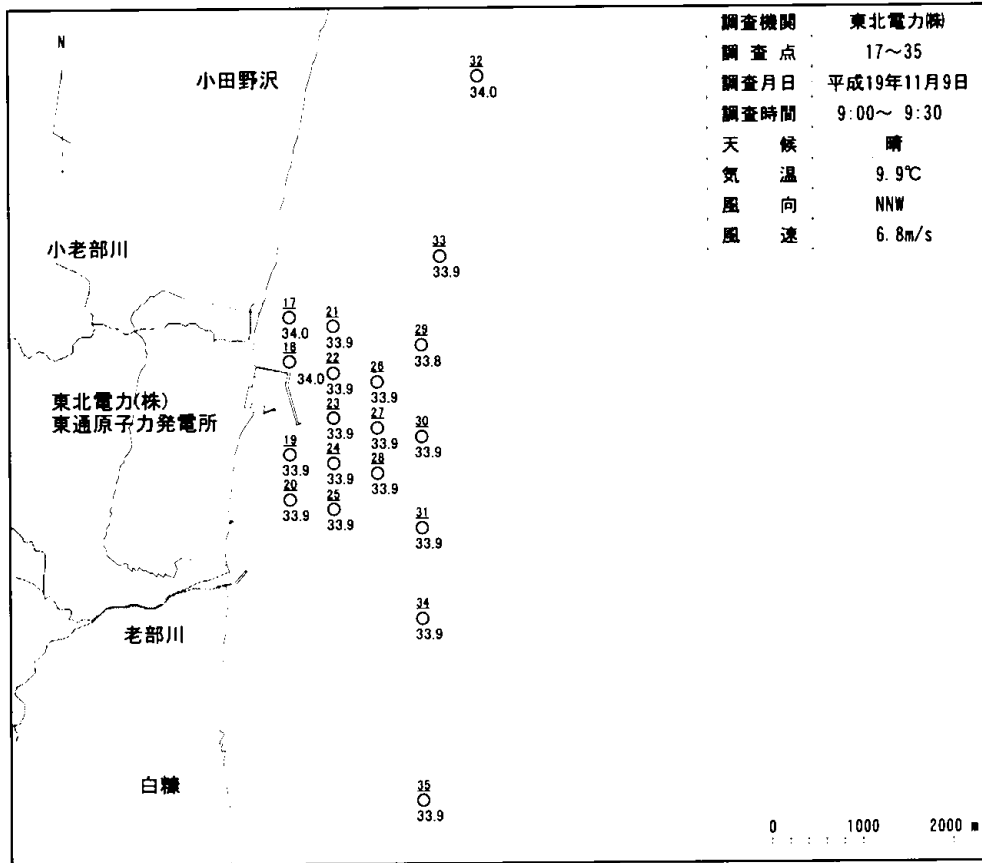 調査機関 東北電力㈱
調査点 17～35
調査月日 平成19年11月9日
調査時間 9:00～ 9:30
天候 晴
気温 9.9℃
風向 NNW
風速 6.8m/s
N
小田野沢
32
34.0
小老部川
33
33.9
17
34.0
21
33.9
29
33.8
18
34.0
22
33.9
26
33.9
東北電力(株)
東通原子力発電所
23
33.9
27
33.9
30
33.9
19
33.9
24
33.9
28
33.9
20
33.9
25
33.9
31
33.9
34
33.9
老部川
白糠
35
33.9
0 1000 2000 m